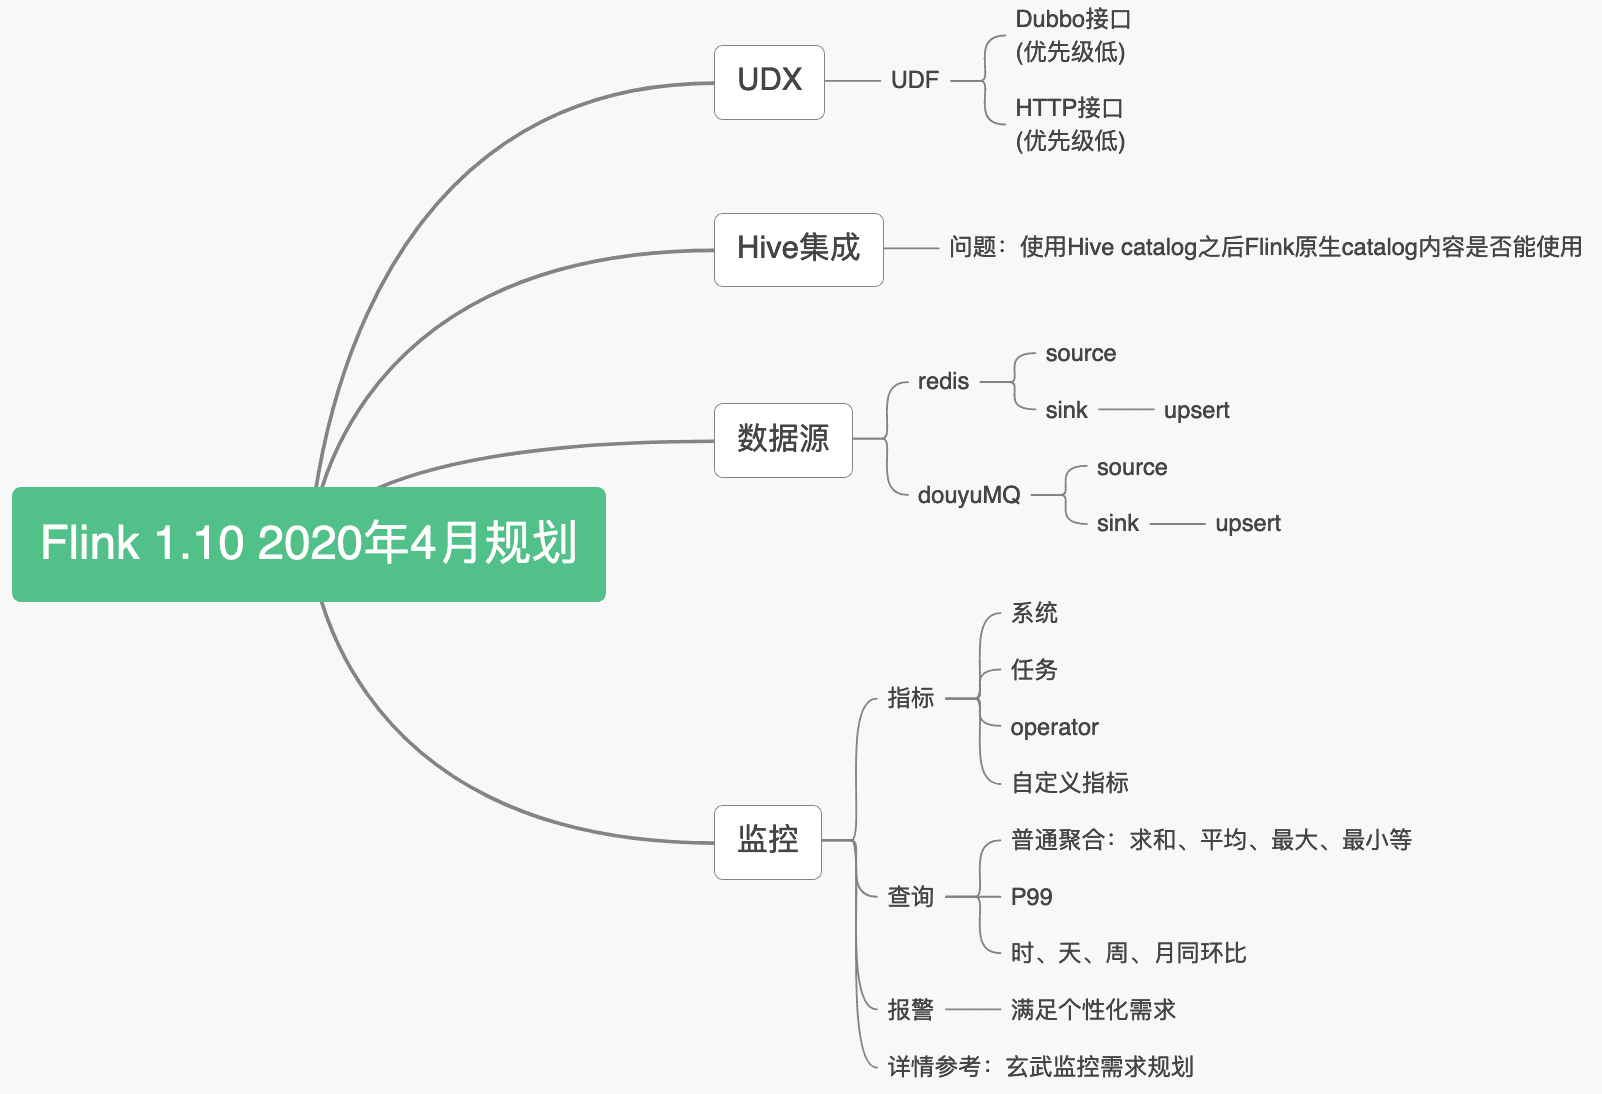 Flink 1.10 2020年4月规划
UDX
UDF
Dubbo接口
(优先级低)
HTTP接口
(优先级低)
Hive集成
问题：使用Hive catalog之后Flink原生catalog内容是否能使用
数据源
redis
source
sink
upsert
douyuMQ
source
sink
upsert
监控
指标
系统
任务
operator
自定义指标
查询
普通聚合：求和、平均、最大、最小等
P99
时、天、周、月同环比
报警
满足个性化需求
详情参考：玄武监控需求规划